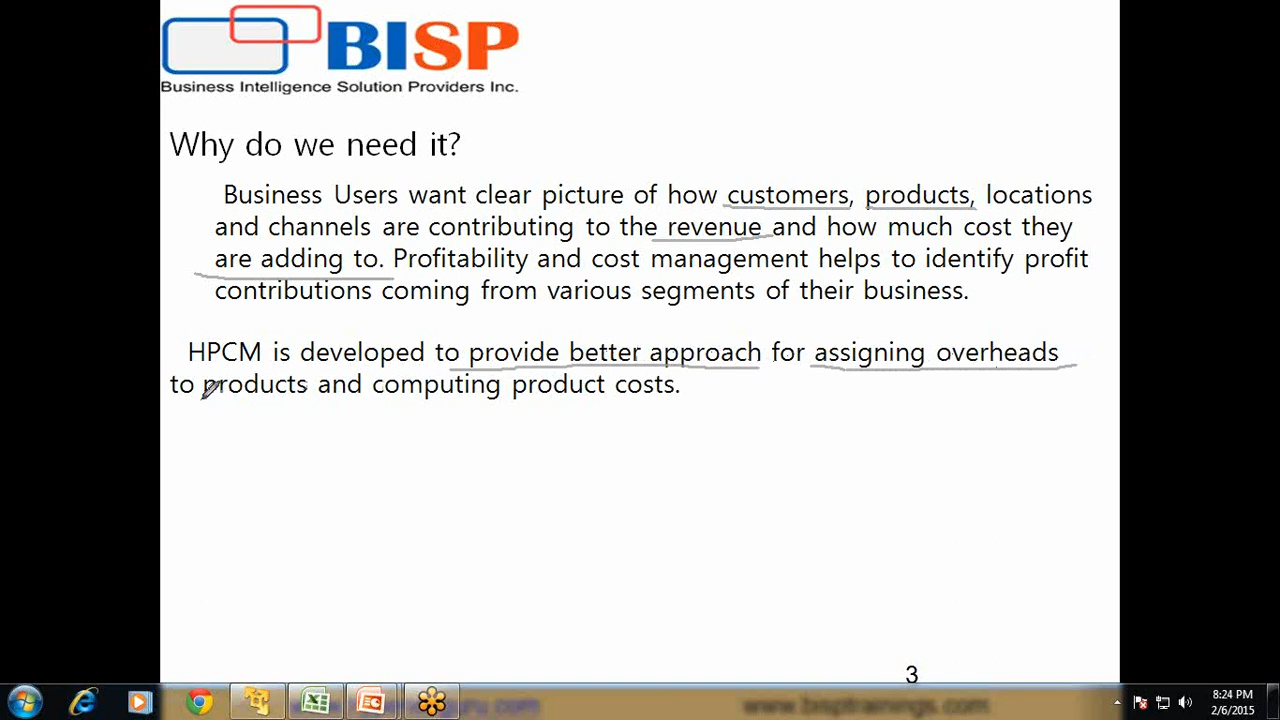 BISP
Business Intelligence Solution Providers Inc.
Why do we need it?
Business Users want clear picture of how customers, products, locations
and channels are contributing to the revenue and how much cost they
are adding to. Profitability and cost management helps to identify profit
contributions coming from various segments of their business.
HPCM is developed to provide better approach for assigning overheads
to products and computing product costs.
3
www.bisptrainings.com
8:24 PM
2/6/2015